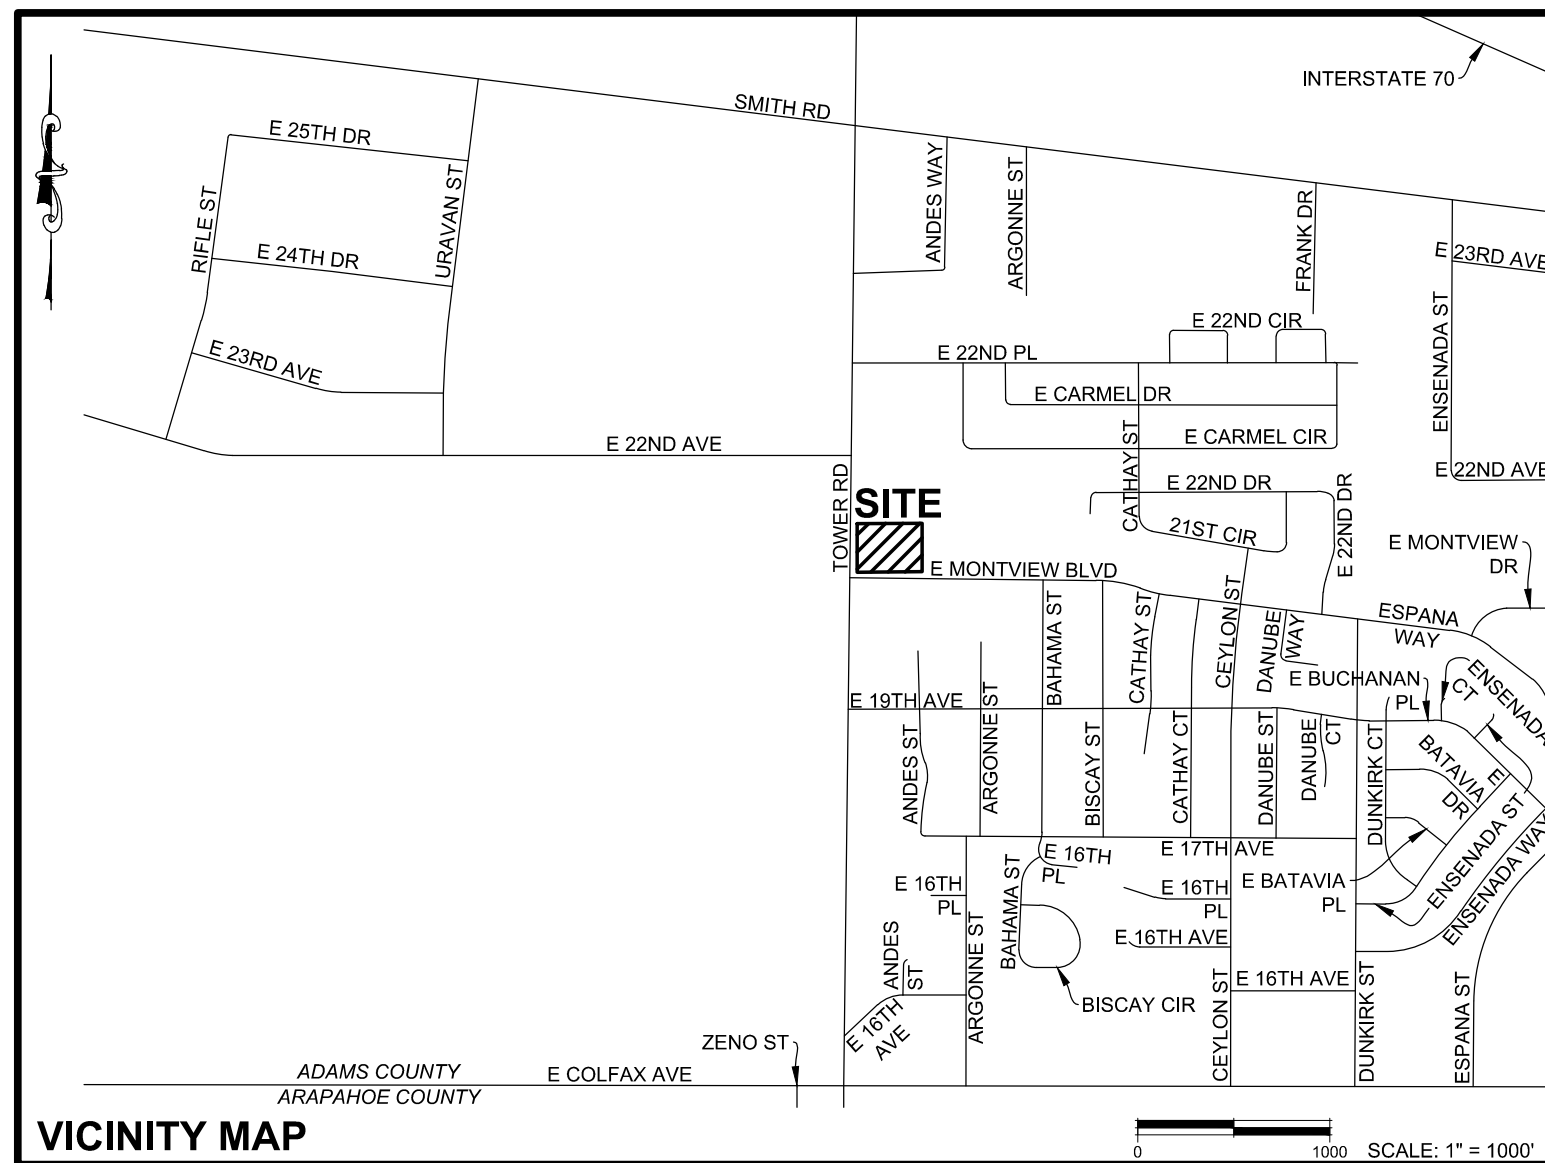 INTERSTATE 70
SMITH RD
E 25TH DR
RIFLE ST
URAVAN ST
E 24TH DR
E 23RD AVE
E 22ND AVE
ANDES WAY
ARGONNE ST
FRANK DR
E 23RD AVE
ENSENADA ST
E 22ND CIR
E 22ND PL
E CARMEL DR
E CARMEL CIR
CATHAY ST
E 22ND AVE
E 22ND DR
E 22ND DR
21ST CIR
TOWER RD
SITE
E MONTVIEW
DR
E MONTVIEW BLVD
ESPANA
WAY
BAHAMA ST
CATHAY ST
CEYLON ST
DANUBE
WAY
E BUCHANAN
PL
ENSENADA
CT
E 19TH AVE
ANDES ST
ARGONNE ST
BISCAY ST
CATHAY CT
DANUBE ST
DANUBE
CT
DUNKIRK CT
E
BATAVIA
DR
ENSENADA ST
ENSENADA WAY
E 17TH AVE
E 16TH
PL
E 16TH
PL
BAHAMA ST
E 16TH
PL
E BATAVIA
PL
E 16TH AVE
ANDES
ST
ARGONNE ST
BISCAY CIR
E 16TH AVE
E 16TH
AVE
CEYLON ST
DUNKIRK ST
ESPANA ST
ZENO ST
ADAMS COUNTY
ARAPAHOE COUNTY
E COLFAX AVE
VICINITY MAP
0
1000
SCALE: 1" = 1000'